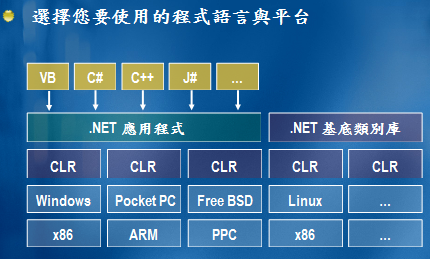 選擇您要使用的程式語言與平台
VB C# C++ J# ...
.NET 應用程式 .NET 基底類別庫
CLR CLR CLR CLR CLR
Windows Pocket PC Free BSD Linux ...
x86 ARM PPC x86 ...